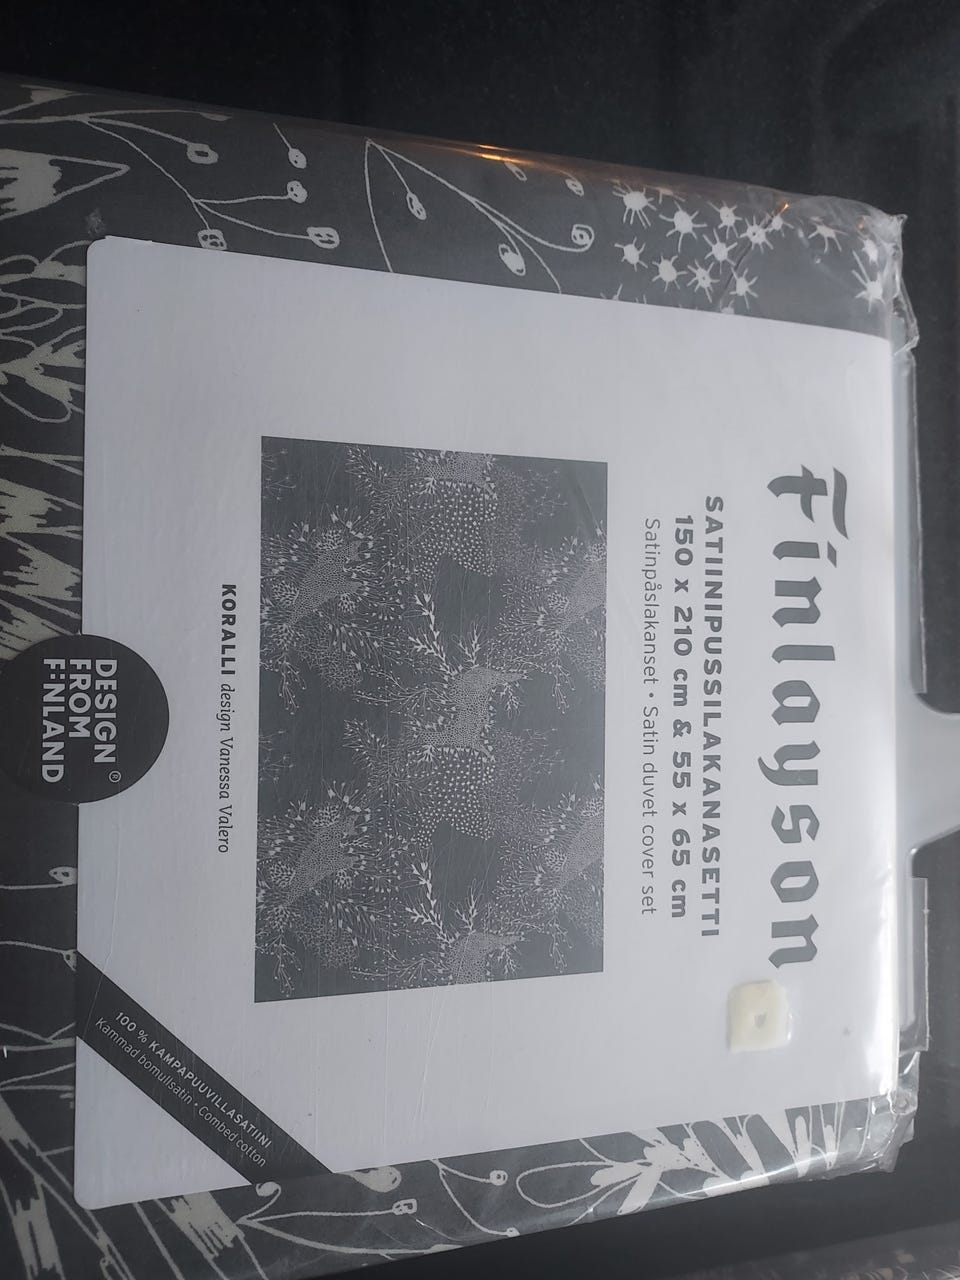 Finlayson
SATIINIPUSSILAKANASETTI
150 x 210 cm & 55 x 65 cm
Satinpåslakanset • Satin duvet cover set
KORALLI design Vanessa Valero
DESIGN
FROM
FINLAND®
100 % KAMPAPUUVILLASATIINI
Kammad bomullsatin • Combed cotton